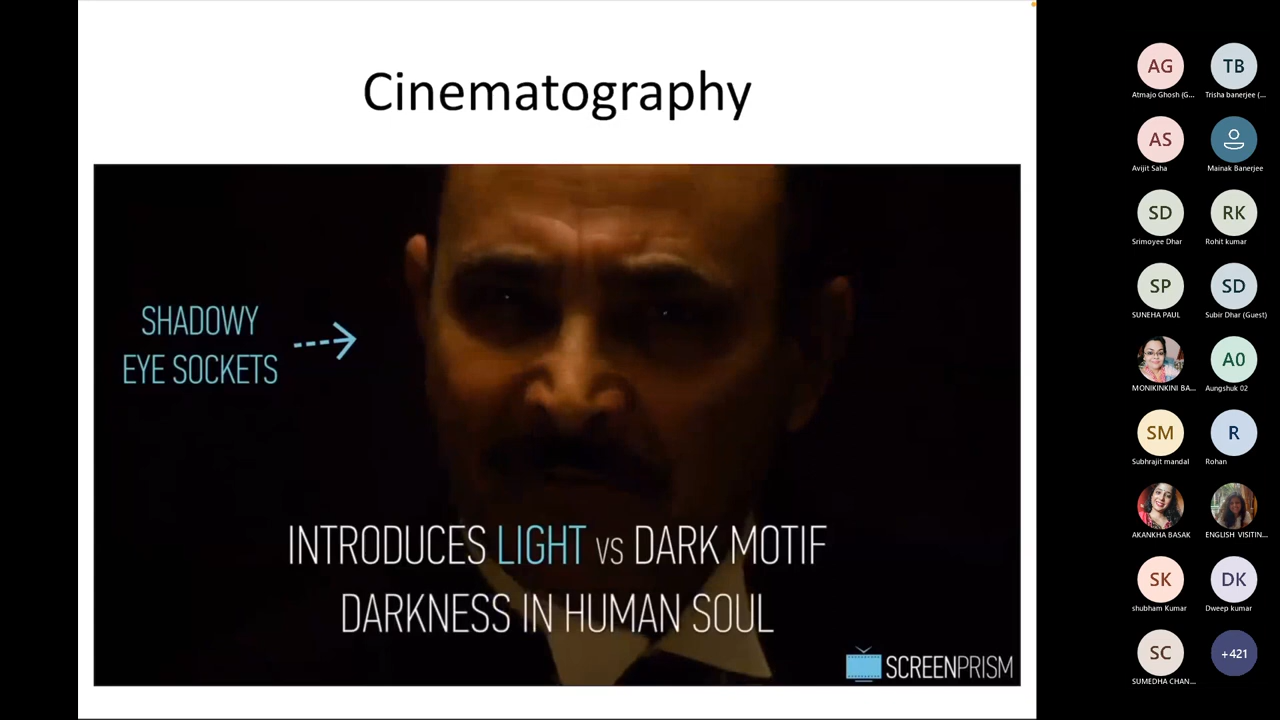 Cinematography
SHADOWY
EYE SOCKETS
INTRODUCES LIGHT VS DARK MOTIF
DARKNESS IN HUMAN SOUL
SCREENPRISM
AG
Atmajo Ghosh (G...
TB
Trisha banerjee (...
AS
Avijit Saha
Mainak Banerjee
SD
Srimoyee Dhar
RK
Rohit kumar
SP
SUNEHA PAUL
SD
Subir Dhar (Guest)
MONIKINKINI BA...
A0
Aungshuk 02
SM
Subhrajit mandal
R
Rohan
AKANKHA BASAK
ENGLISH VISITIN...
SK
shubham Kumar
DK
Dweep kumar
SC
SUMEDHA CHAN...
+421